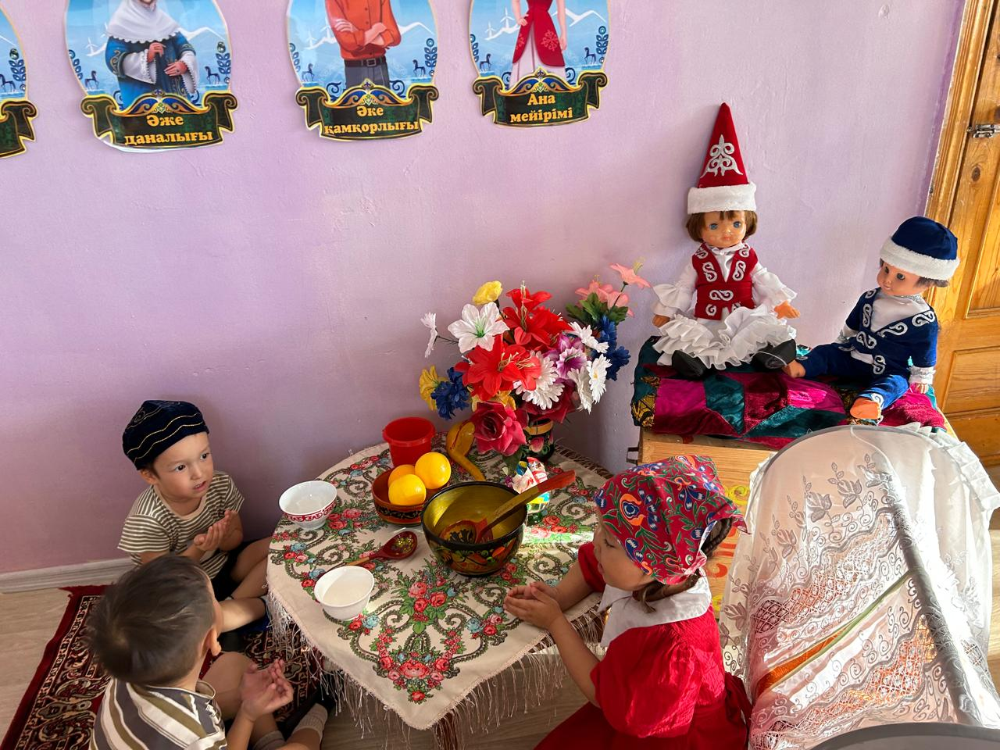 Әже
даналығы
Әке
қамқорлығы
Ана
мейірімі